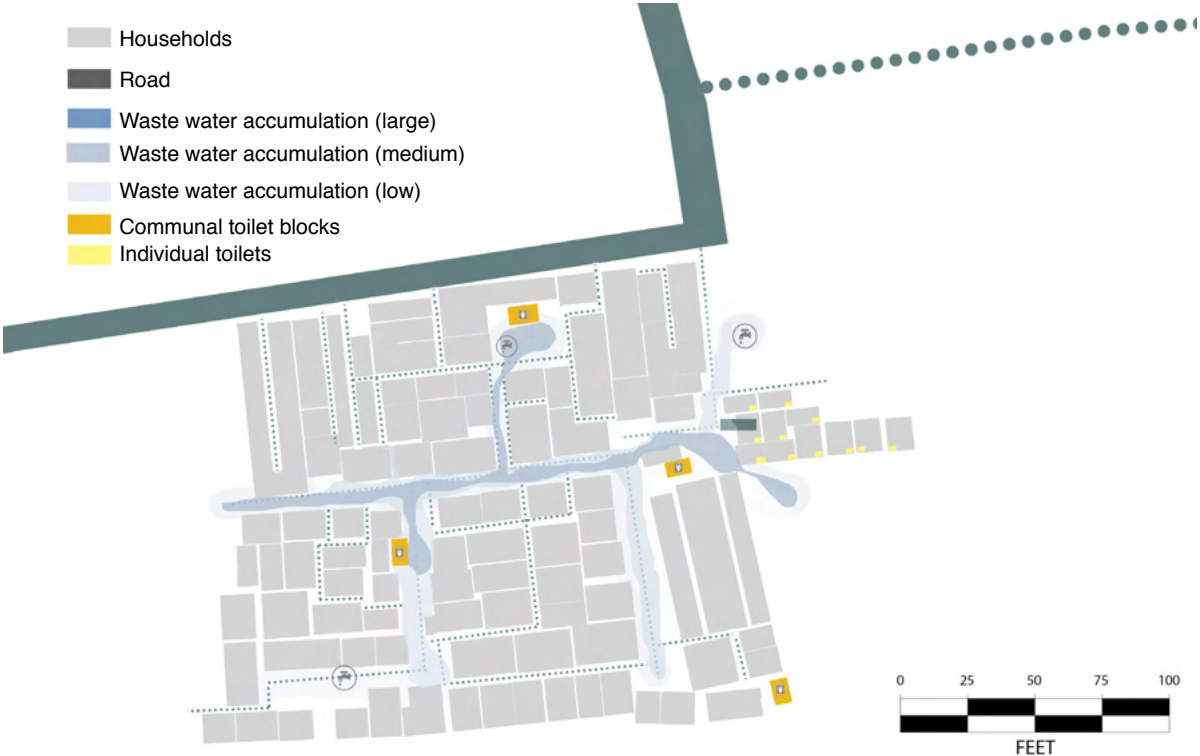 Households
Road
Waste water accumulation (large)
Waste water accumulation (medium)
Waste water accumulation (low)
Communal toilet blocks
Individual toilets
0 25 50 75 100
FEET